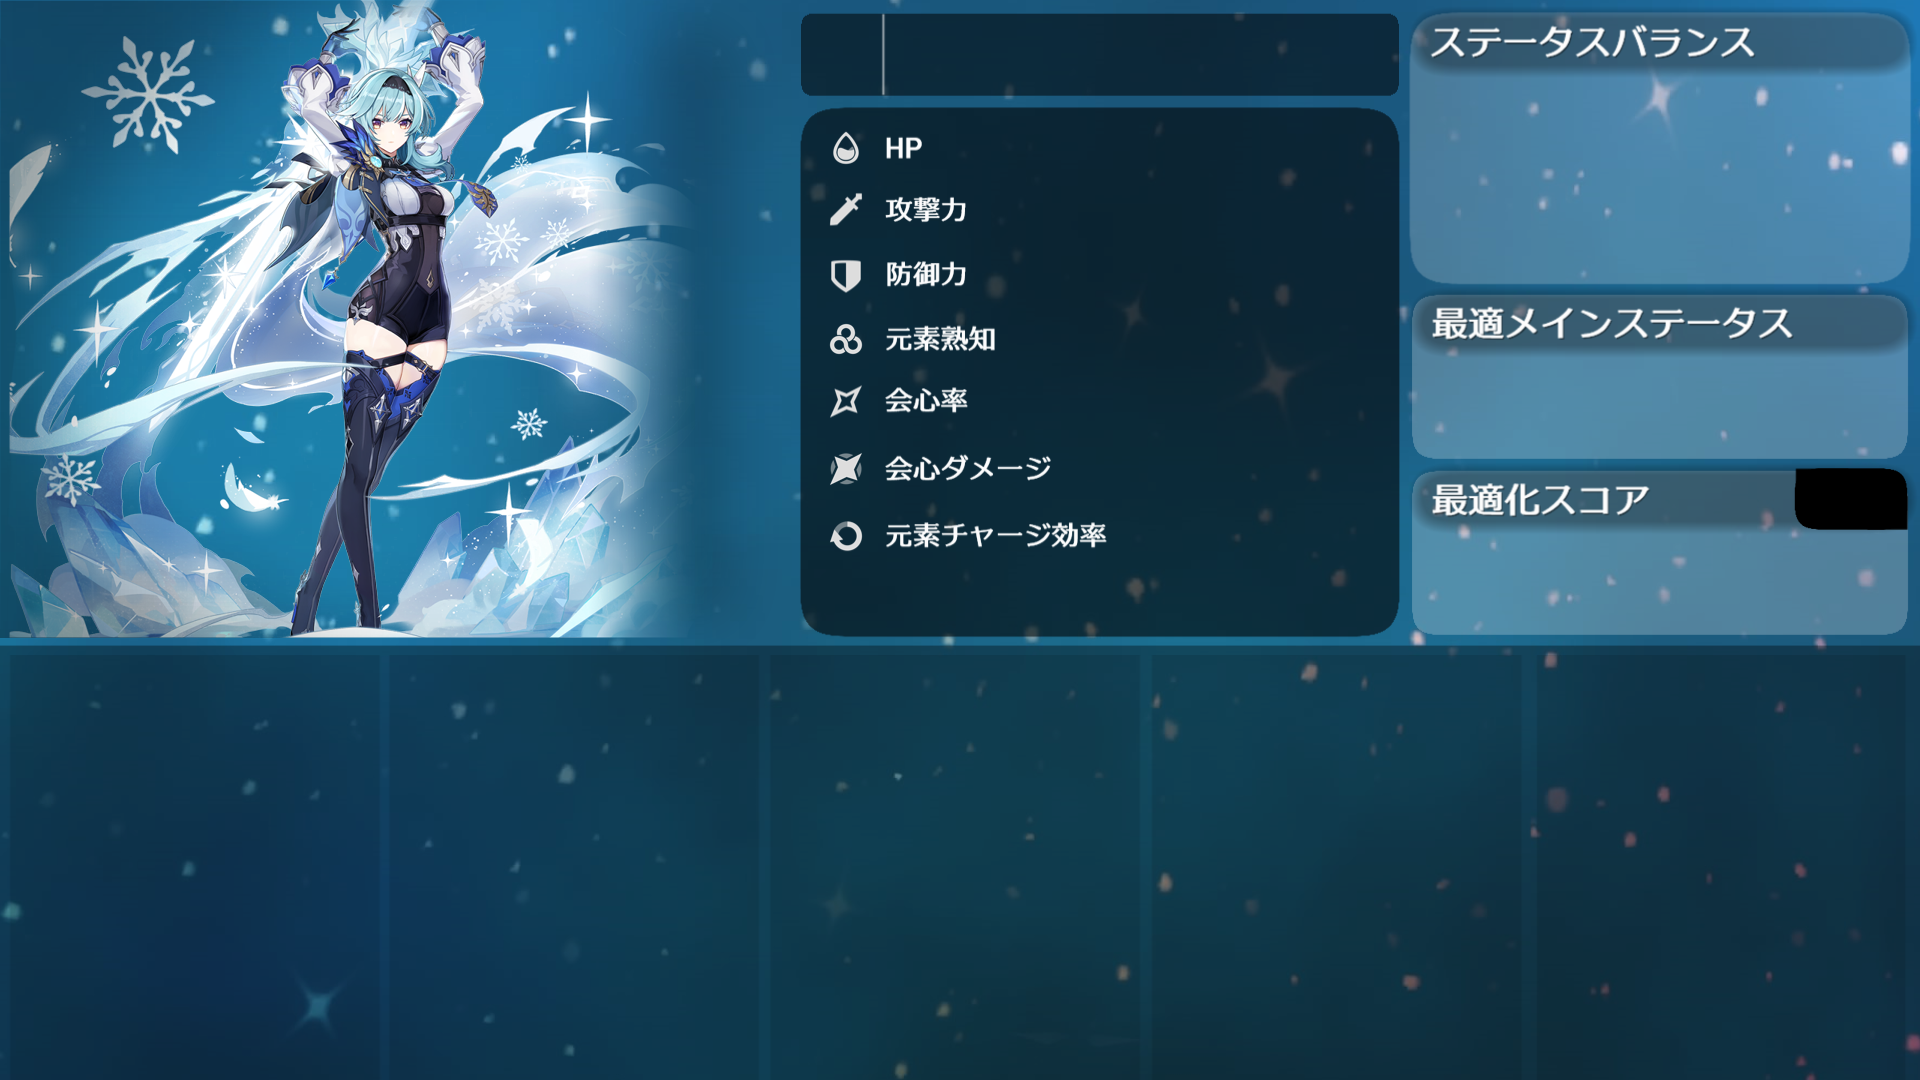 HP
攻撃力
防御力
元素熟知
会心率
会心ダメージ
元素チャージ効率
ステータスバランス
最適メインステータス
最適化スコア